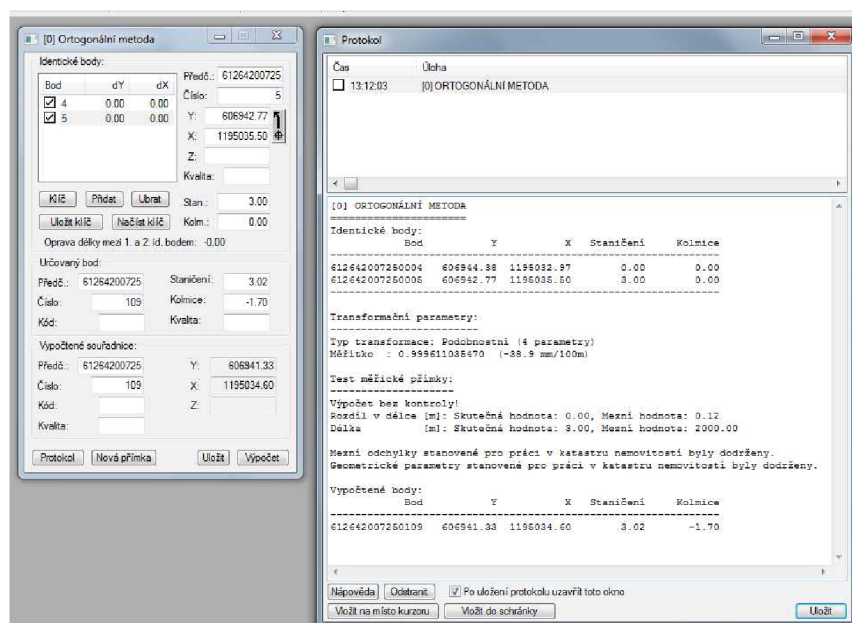 [0] Ortogonální metoda
Identické body:
Bod dY dX
4 0.00 0.00
5 0.00 0.00
Předč.: 61264200725
Číslo: 5
Y: 606942.77
X: 1195035.50
Z:
Kvalita:
Klíč Přidat Ubrat Stan.: 3.00
Uložit klíč Načíst klíč Kolm.: 0.00
Oprava délky mezi 1. a 2. id. bodem: -0.00
Určovaný bod:
Předč.: 61264200725 Staničení: 3.02
Číslo: 109 Kolmice: -1.70
Kód: Kvalita:
Vypočtené souřadnice:
Předč.: 61264200725 Y: 606941.33
Číslo: 109 X: 1195034.60
Kód: Z:
Kvalita:
Protokol Nová přímka Uložit Výpočet
Protokol
Čas Úloha
13:12:03 [0] ORTOGONÁLNÍ METODA
[0] ORTOGONÁLNÍ METODA
======================
Identické body:
Bod Y X Staničení Kolmice
612642007250004 606944.38 1195032.97 0.00 0.00
612642007250005 606942.77 1195035.50 3.00 0.00
Transformační parametry:
Typ transformace: Podobnostní (4 parametry)
Měřítko : 0.999611035470 (-38.9 mm/100m)
Test měřické přímky:
Výpočet bez kontroly!
Rozdíl v délce [m]: Skutečná hodnota: 0.00, Mezní hodnota: 0.12
Délka [m]: Skutečná hodnota: 3.00, Mezní hodnota: 2000.00
Mezní odchylky stanovené pro práci v katastru nemovitostí byly dodrženy.
Geometrické parametry stanovené pro práci v katastru nemovitostí byly dodrženy.
Vypočtené body:
Bod Y X Staničení Kolmice
612642007250109 606941.33 1195034.60 3.02 -1.70
Nápověda Odstranit Po uložení protokolu uzavřít toto okno
Vložit na místo kurzoru Vložit do schránky Uložit